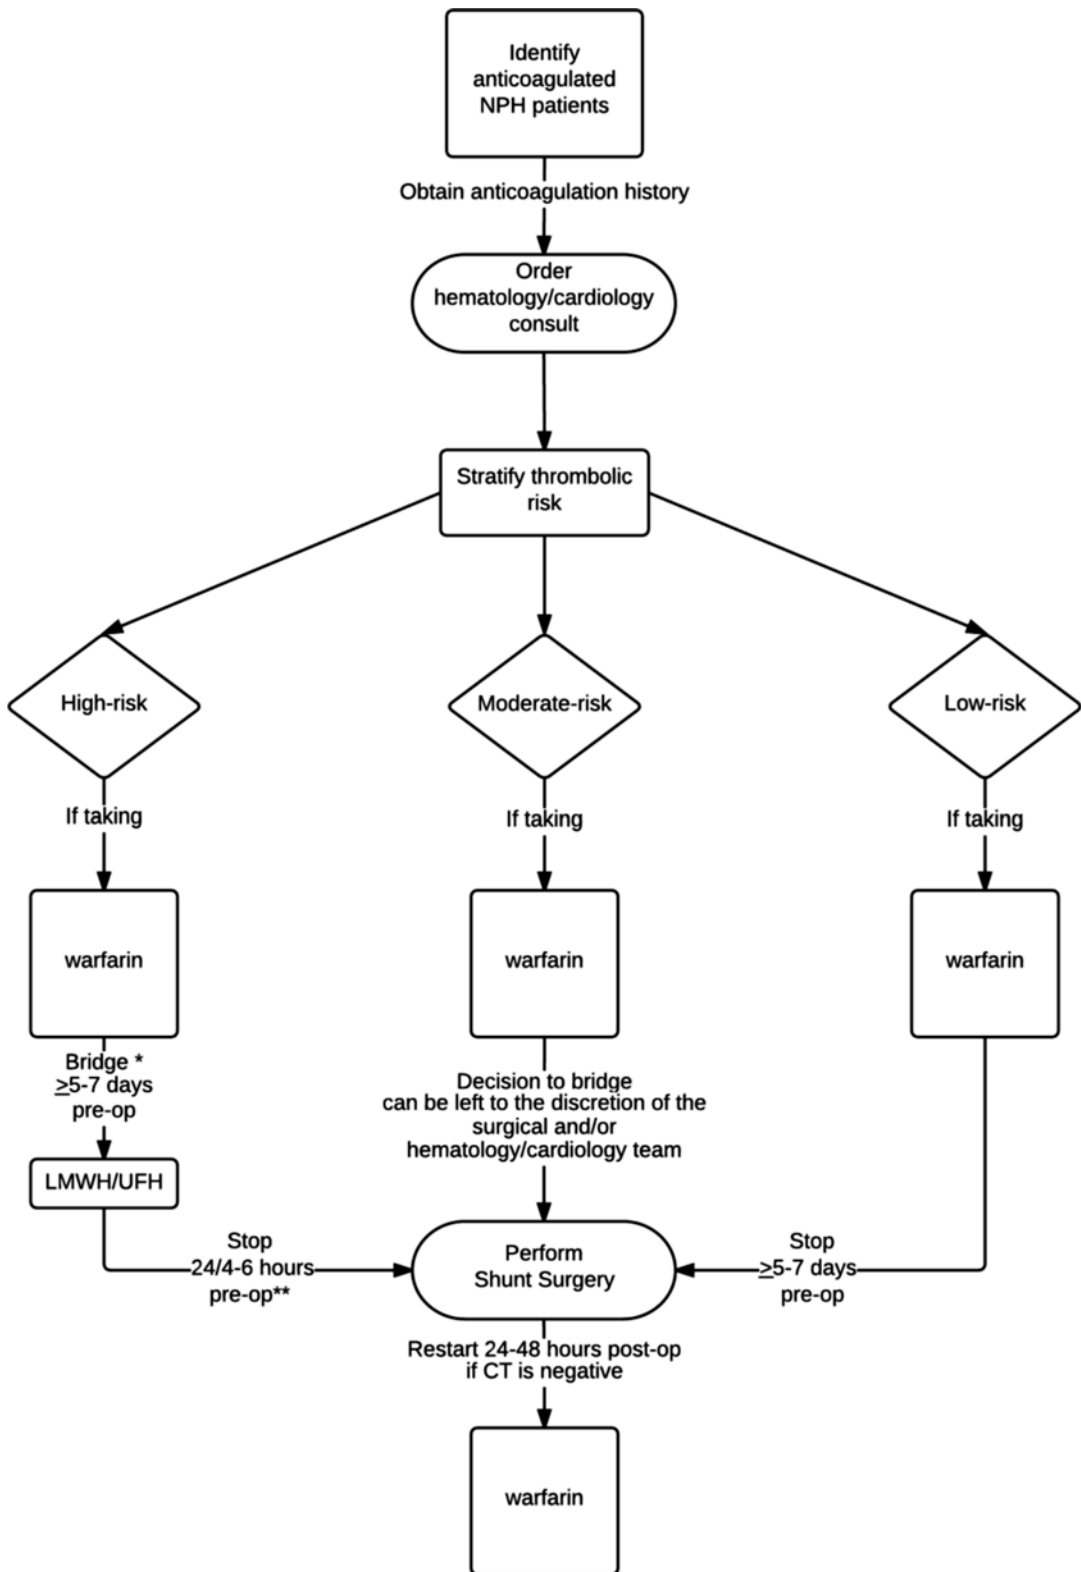 Identify
anticoagulated
NPH patients
Obtain anticoagulation history
Order
hematology/cardiology
consult
Stratify thrombolic
risk
High-risk
Moderate-risk
Low-risk
If taking
If taking
If taking
warfarin
warfarin
warfarin
Bridge *
≥5-7 days
pre-op
Decision to bridge
can be left to the discretion of the
surgical and/or
hematology/cardiology team
LMWH/UFH
Stop
24/4-6 hours
pre-op**
Perform
Shunt Surgery
Stop
≥5-7 days
pre-op
Restart 24-48 hours post-op
if CT is negative
warfarin